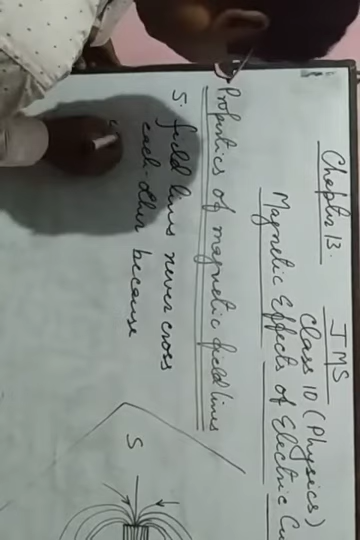 JMS
Class 10 (Physics)
Chapter 13.
Magnetic Effects of Electric Cu
Properties of magnetic field lines
5. field lines never cross
each-other because
S